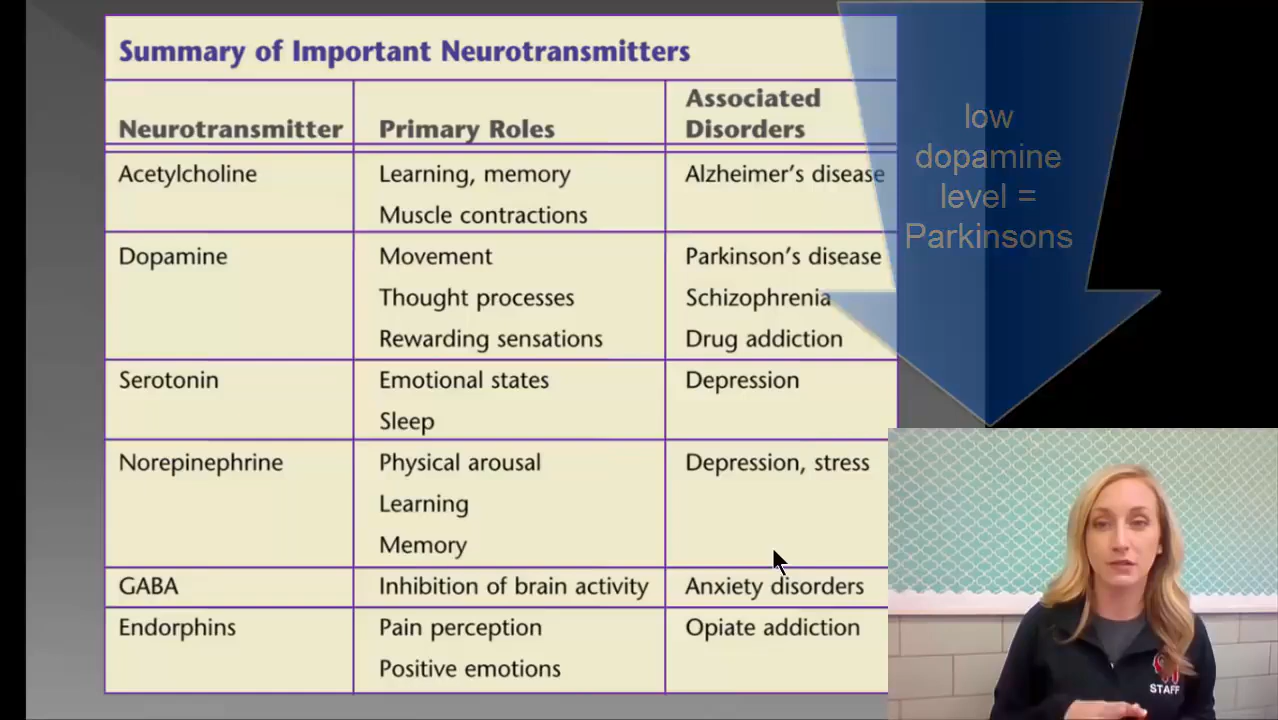 Summary of Important Neurotransmitters
Neurotransmitter
Primary Roles
Associated
Disorders
Acetylcholine
Learning, memory
Muscle contractions
Alzheimer's disease
Dopamine
Movement
Thought processes
Rewarding sensations
Parkinson's disease
Schizophrenia
Drug addiction
Serotonin
Emotional states
Sleep
Depression
Norepinephrine
Physical arousal
Learning
Memory
Depression, stress
GABA
Inhibition of brain activity
Anxiety disorders
Endorphins
Pain perception
Positive emotions
Opiate addiction
low
dopamine
level =
Parkinsons
STAFF